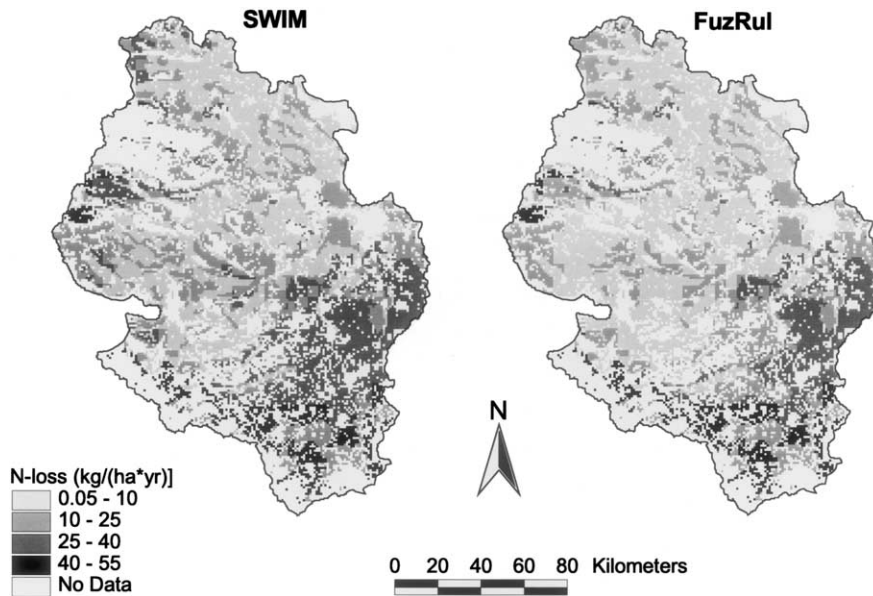 SWIM
FuzRul
N
N-loss (kg/(ha*yr)]
0.05 - 10
10 - 25
25 - 40
40 - 55
No Data
0 20 40 60 80 Kilometers